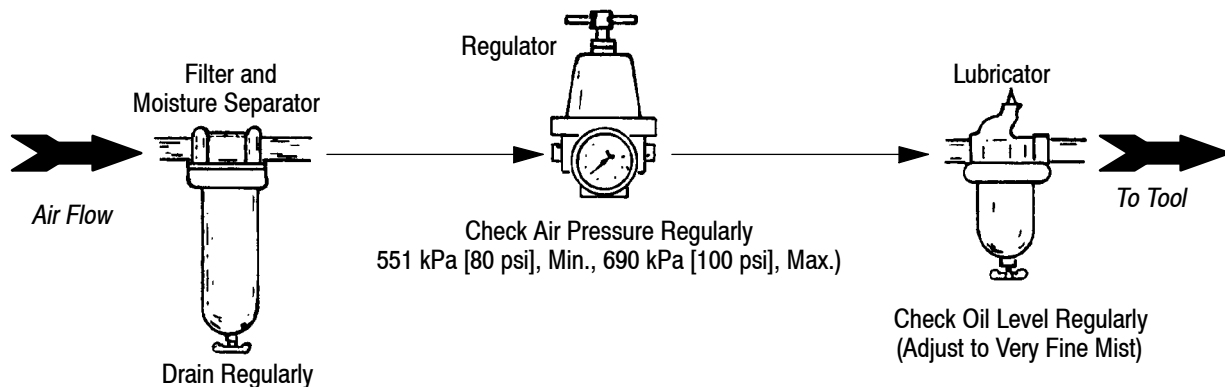 Regulator
Filter and
Moisture Separator
Lubricator
Air Flow
To Tool
Check Air Pressure Regularly
551 kPa [80 psi], Min., 690 kPa [100 psi], Max.)
Check Oil Level Regularly
(Adjust to Very Fine Mist)
Drain Regularly